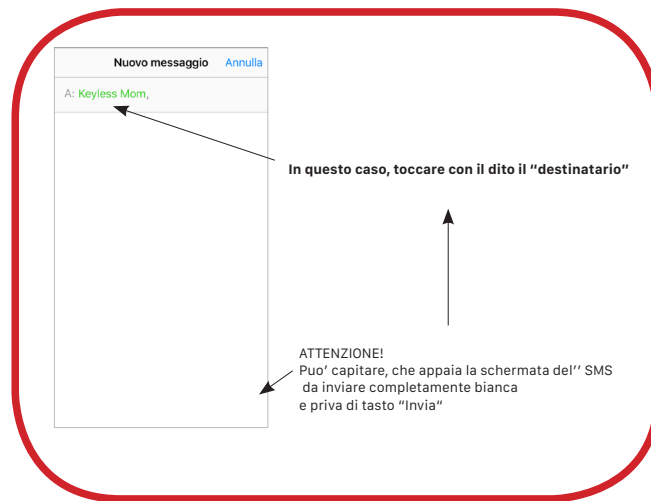 Nuovo messaggio Annulla
A: Keyless Mom,
In questo caso, toccare con il dito il “destinatario”
ATTENZIONE!
Puo’ capitare, che appaia la schermata del’’ SMS
da inviare completamente bianca
e priva di tasto “Invia“